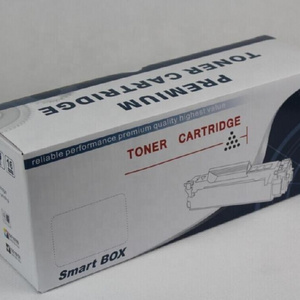 PREMIUM
TONER CARTRIDGE
reliable performance premium quality highest value
TONER CARTRIDGE
Smart BOX